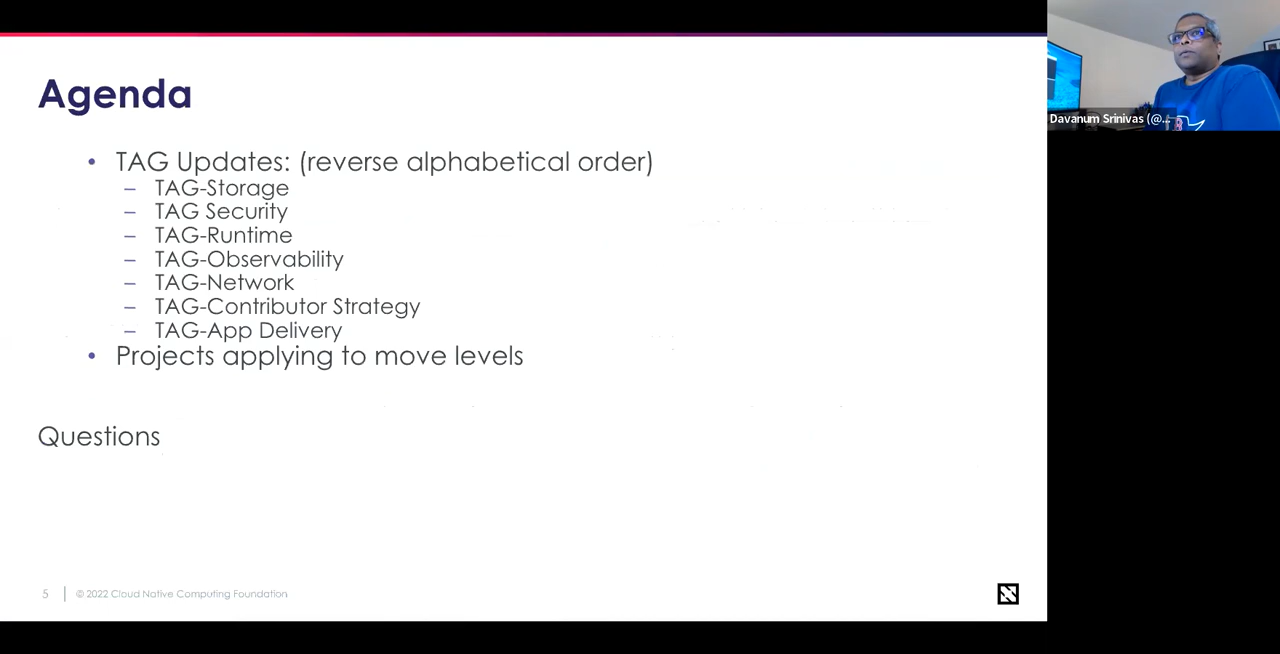 Agenda
• TAG Updates: (reverse alphabetical order)
– TAG-Storage
– TAG Security
– TAG-Runtime
– TAG-Observability
– TAG-Network
– TAG-Contributor Strategy
– TAG-App Delivery
• Projects applying to move levels
Questions
5 | © 2022 Cloud Native Computing Foundation
Davanum Srinivas (@...